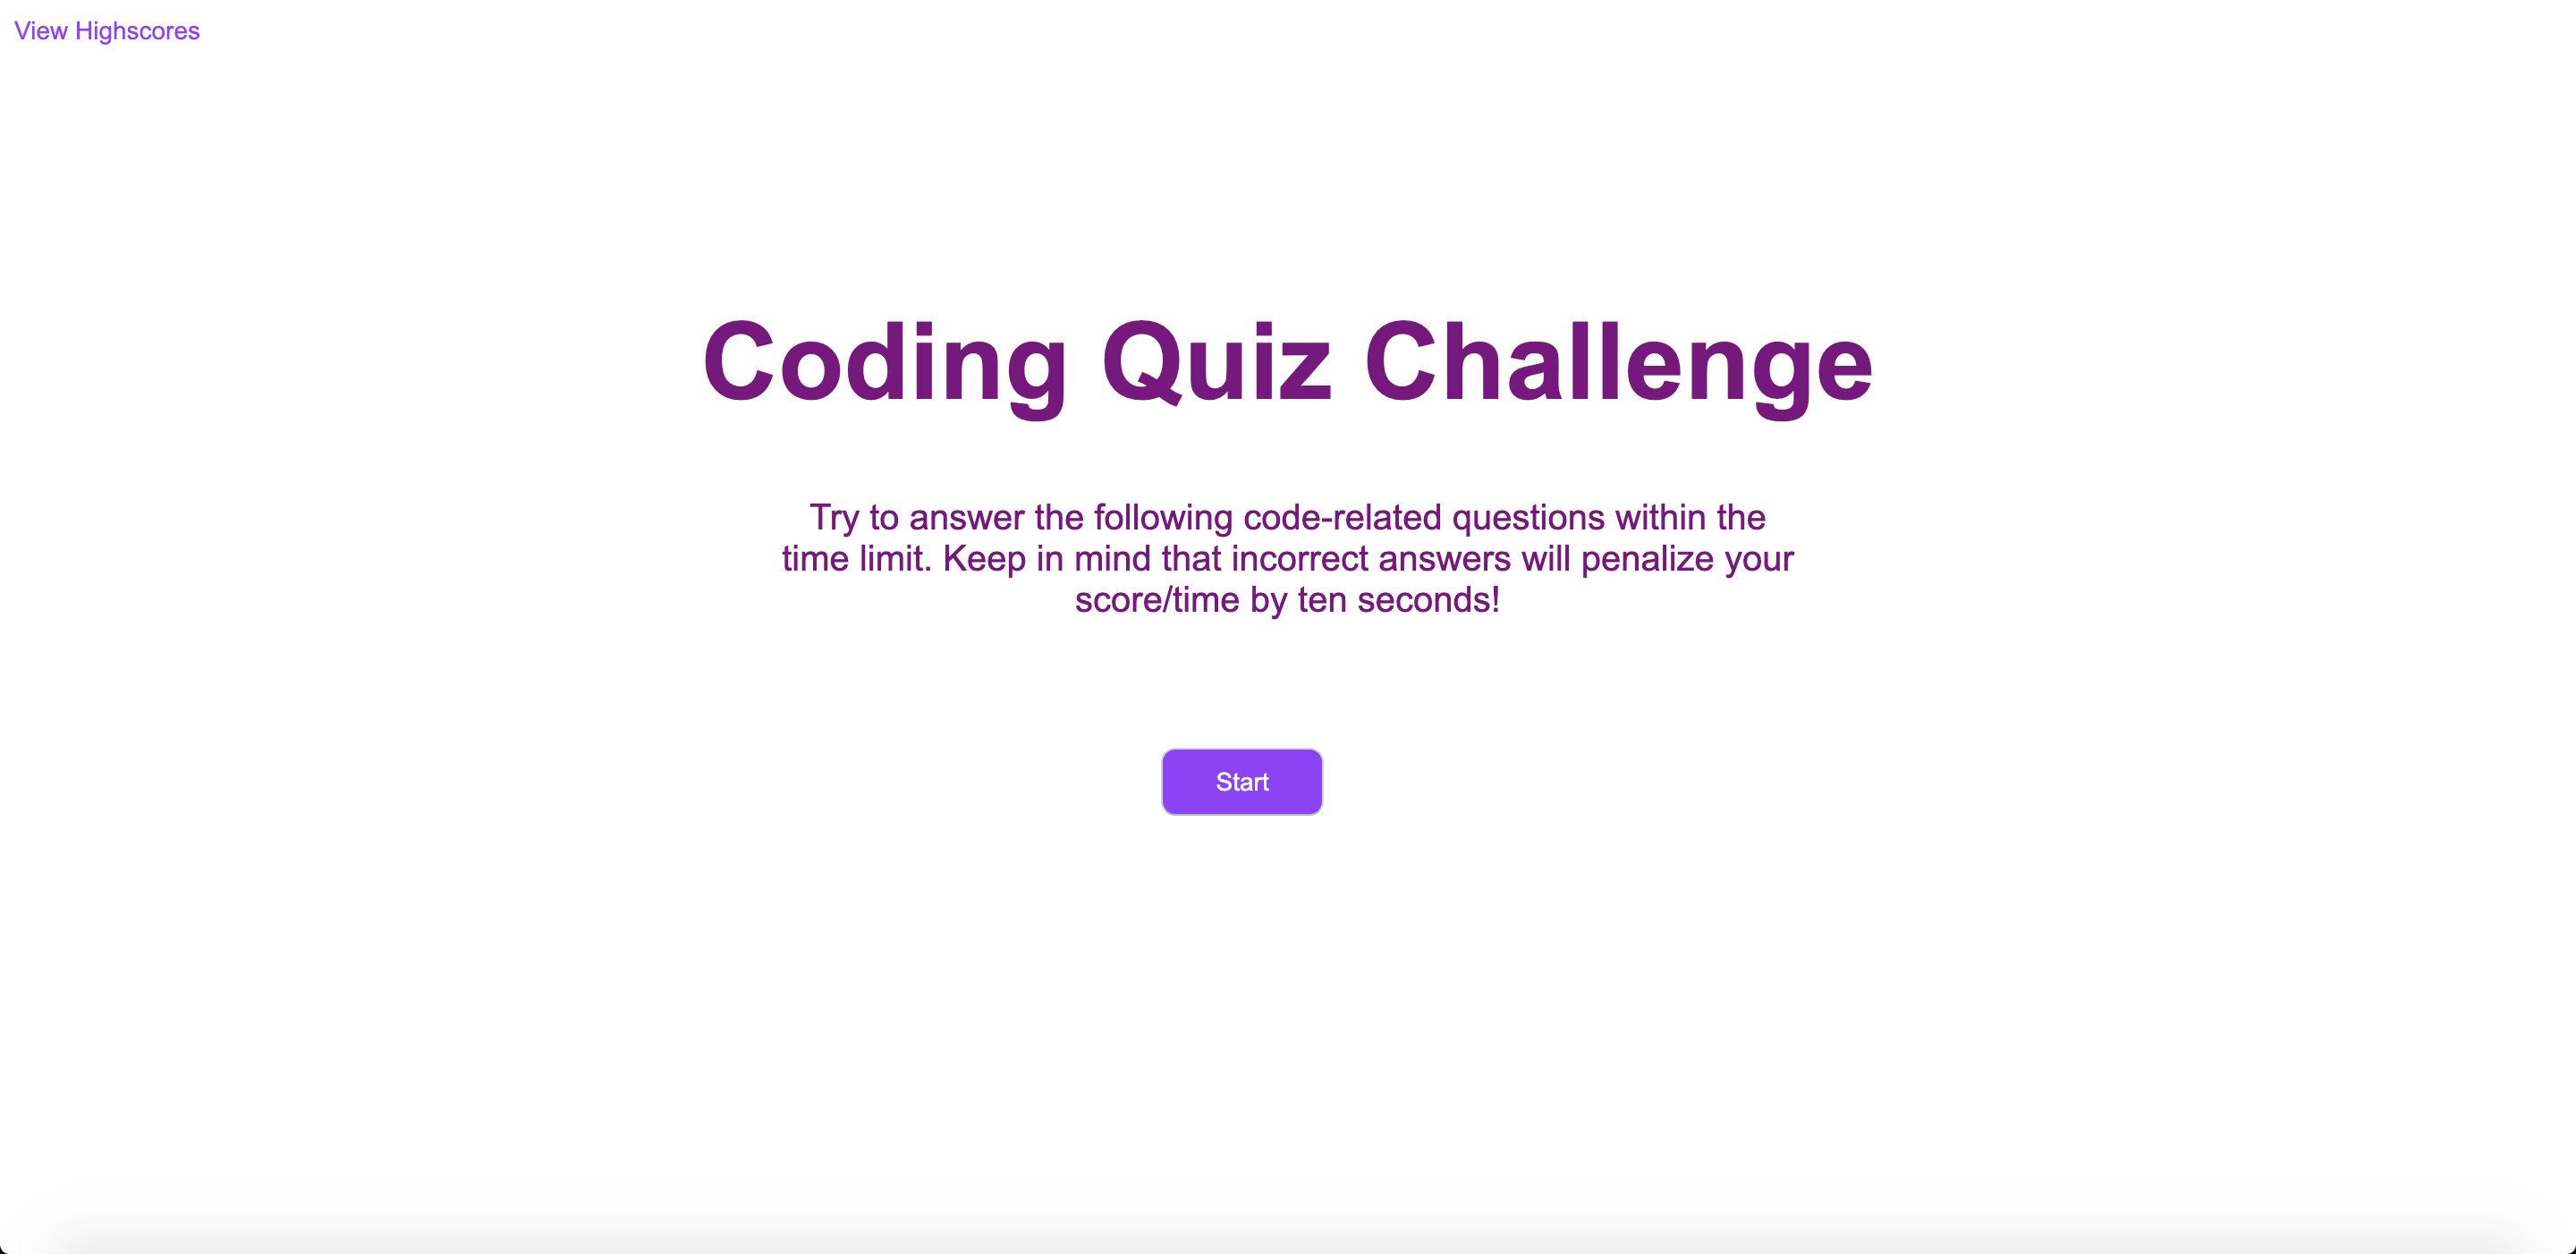 View Highscores
Coding Quiz Challenge
Try to answer the following code-related questions within the
time limit. Keep in mind that incorrect answers will penalize your
score/time by ten seconds!
Start